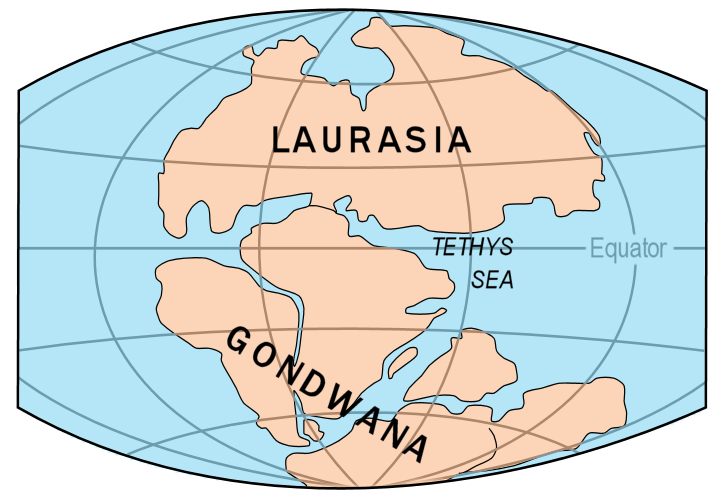 LAURASIA
TETHYS
SEA
Equator
GONDWANA